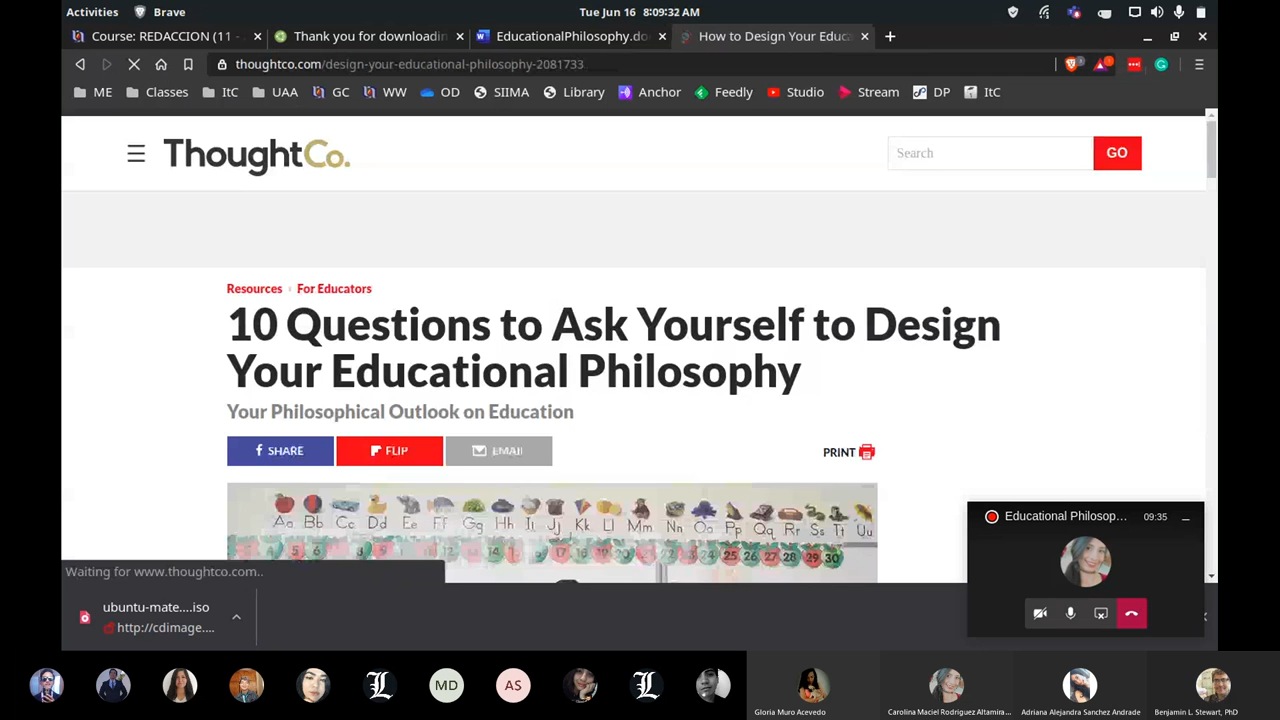 Activities Brave Tue Jun 16 8:09:32 AM
Course: REDACCION (11 - Thank you for downloadin EducationalPhilosophy.do How to Design Your Educa
thoughtco.com/design-your-educational-philosophy-2081733
ME Classes ItC UAA GC WW OD SIIMA Library Anchor Feedly Studio Stream DP ItC
ThoughtCo.
Search GO
Resources For Educators
10 Questions to Ask Yourself to Design
Your Educational Philosophy
Your Philosophical Outlook on Education
SHARE FLIP EMAIL PRINT
Aa Bb Cc Dd Ee Ff Gg Hh Ii Jj Kk Ll Mm Nn Oo Pp Qq Rr Ss Tt Uu
Educational Philosop... 09:35
Waiting for www.thoughtco.com..
ubuntu-mate....iso
http://cdimage....
L MD AS L
Gloria Muro Acevedo Carolina Maciel Rodriguez Altamira... Adriana Alejandra Sanchez Andrade Benjamin L. Stewart, PhD